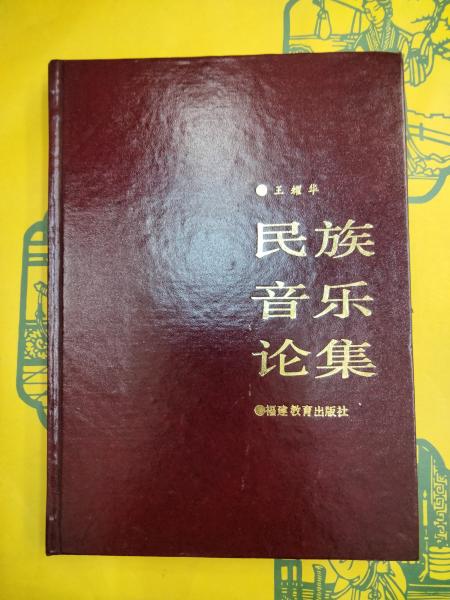 王耀华
民族
音乐
论集
福建教育出版社